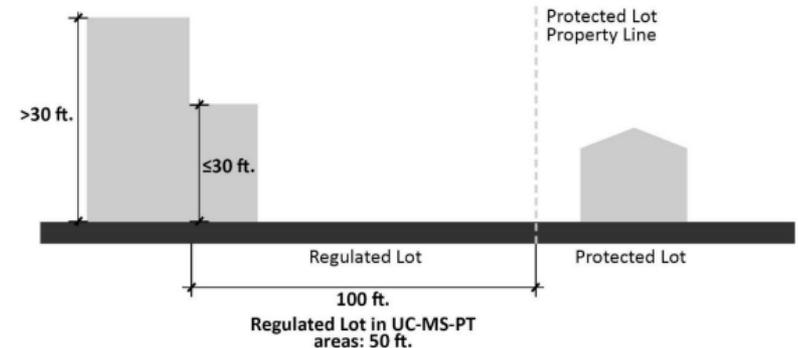 Protected Lot
Property Line
>30 ft.
≤30 ft.
Regulated Lot
Protected Lot
100 ft.
Regulated Lot in UC-MS-PT
areas: 50 ft.